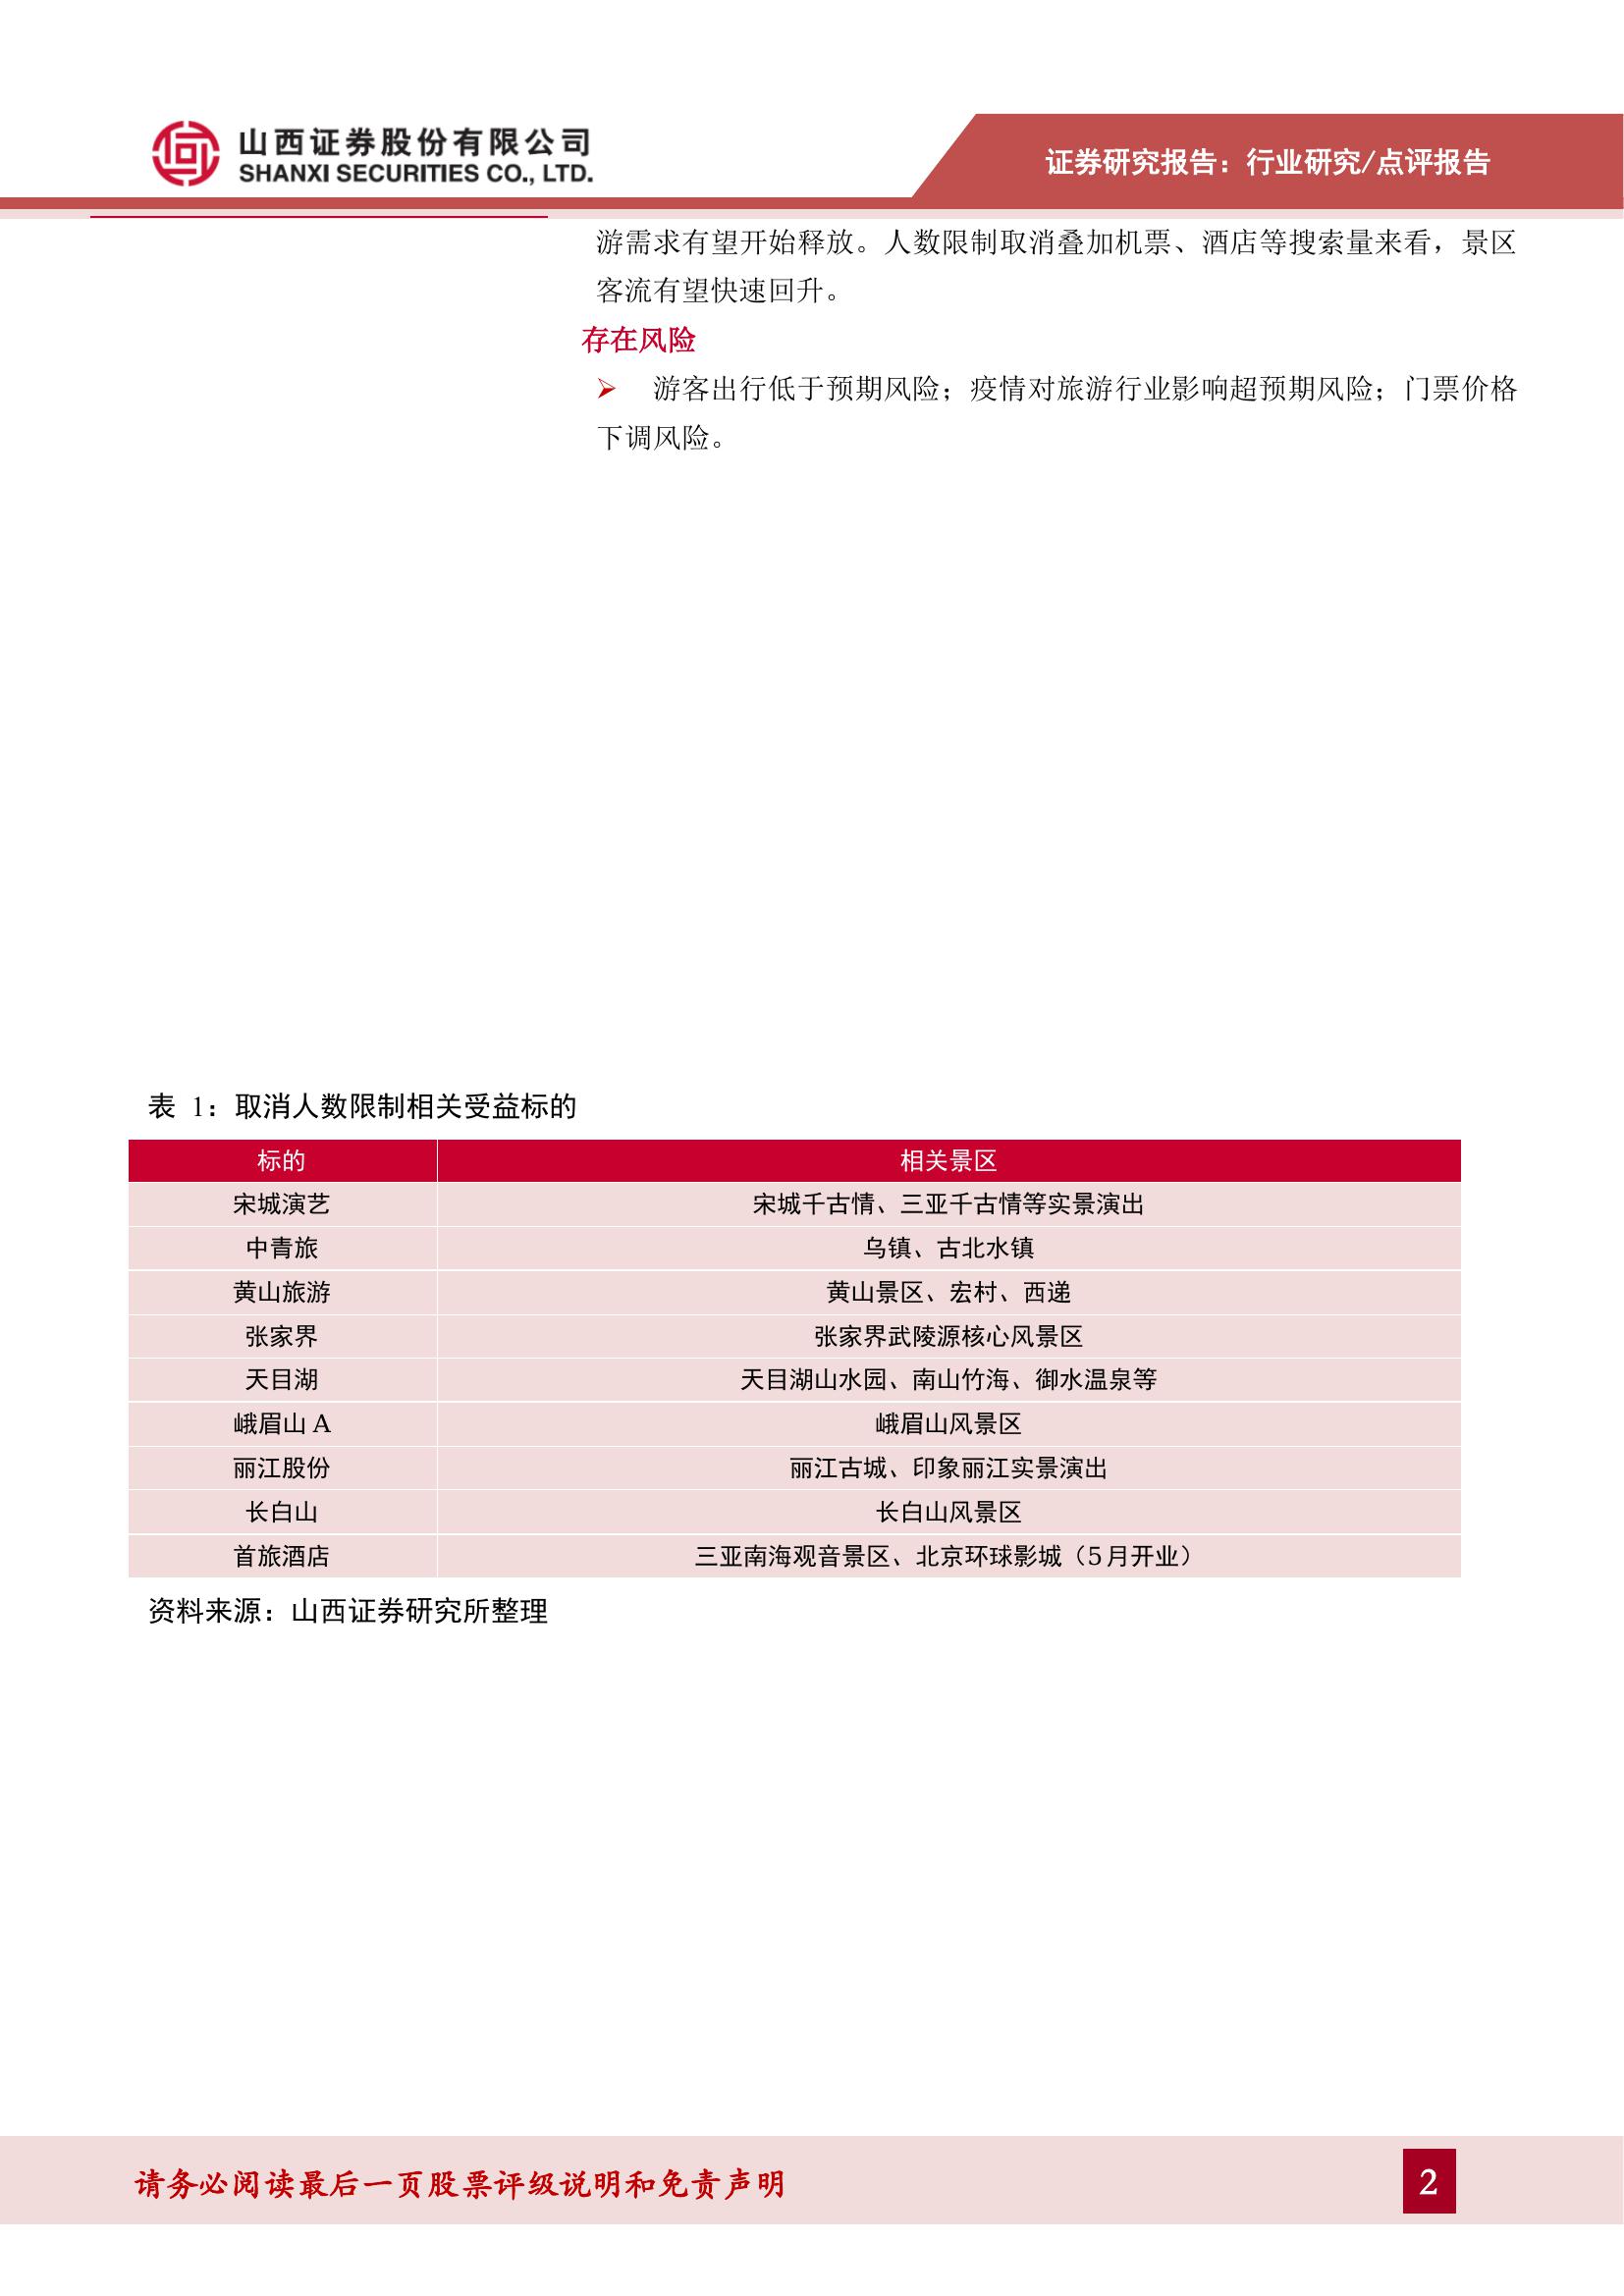 山西证券股份有限公司
SHANXI SECURITIES CO., LTD.
证券研究报告：行业研究/点评报告
游需求有望开始释放。人数限制取消叠加机票、酒店等搜索量来看，景区
客流有望快速回升。
存在风险
➢ 游客出行低于预期风险；疫情对旅游行业影响超预期风险；门票价格
下调风险。
表 1：取消人数限制相关受益标的
标的 相关景区
宋城演艺 宋城千古情、三亚千古情等实景演出
中青旅 乌镇、古北水镇
黄山旅游 黄山景区、宏村、西递
张家界 张家界武陵源核心风景区
天目湖 天目湖山水园、南山竹海、御水温泉等
峨眉山 A 峨眉山风景区
丽江股份 丽江古城、印象丽江实景演出
长白山 长白山风景区
首旅酒店 三亚南海观音景区、北京环球影城（5 月开业）
资料来源：山西证券研究所整理
请务必阅读最后一页股票评级说明和免责声明
2